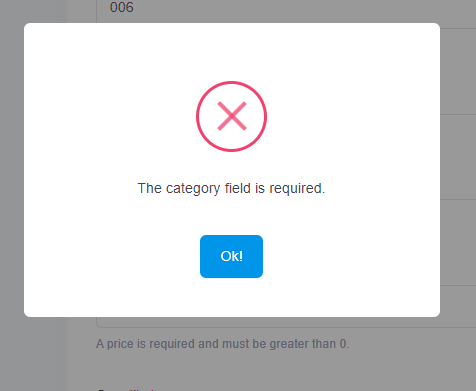 006
The category field is required.
Ok!
A price is required and must be greater than 0.